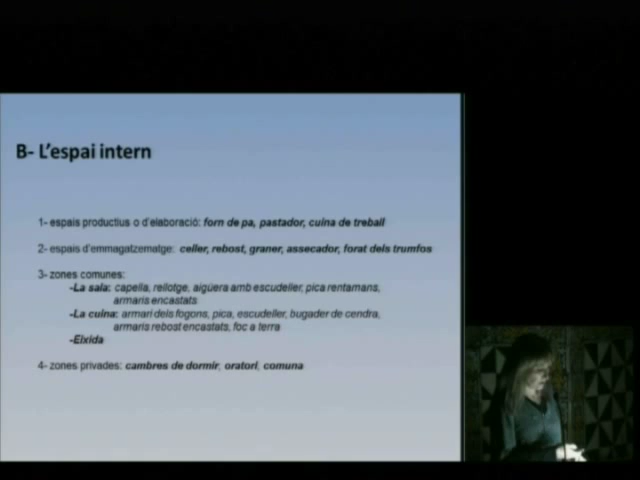 B- L'espai intern
1- espais productius o d'elaboració: forn de pa, pastador, cuina de treball
2- espais d'emmagatzematge: celler, rebost, graner, assecador, forat dels trumfos
3- zones comunes:
-La sala: capella, rellotge, aigüera amb escudeller, pica rentamans,
armaris encastats
-La cuina: armari dels fogons, pica, escudeller, bugader de cendra,
armaris rebost encastats, foc a terra
-Eixida
4- zones privades: cambres de dormir, oratori, comuna